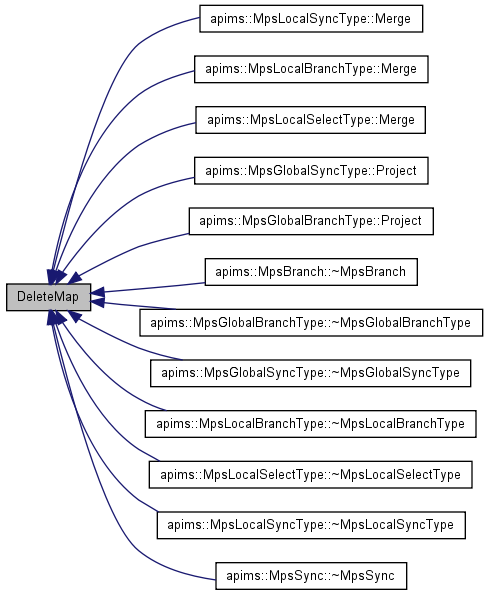 apims::MpsLocalSyncType::Merge
apims::MpsLocalBranchType::Merge
apims::MpsLocalSelectType::Merge
apims::MpsGlobalSyncType::Project
apims::MpsGlobalBranchType::Project
apims::MpsBranch::~MpsBranch
DeleteMap
apims::MpsGlobalBranchType::~MpsGlobalBranchType
apims::MpsGlobalSyncType::~MpsGlobalSyncType
apims::MpsLocalBranchType::~MpsLocalBranchType
apims::MpsLocalSelectType::~MpsLocalSelectType
apims::MpsLocalSyncType::~MpsLocalSyncType
apims::MpsSync::~MpsSync